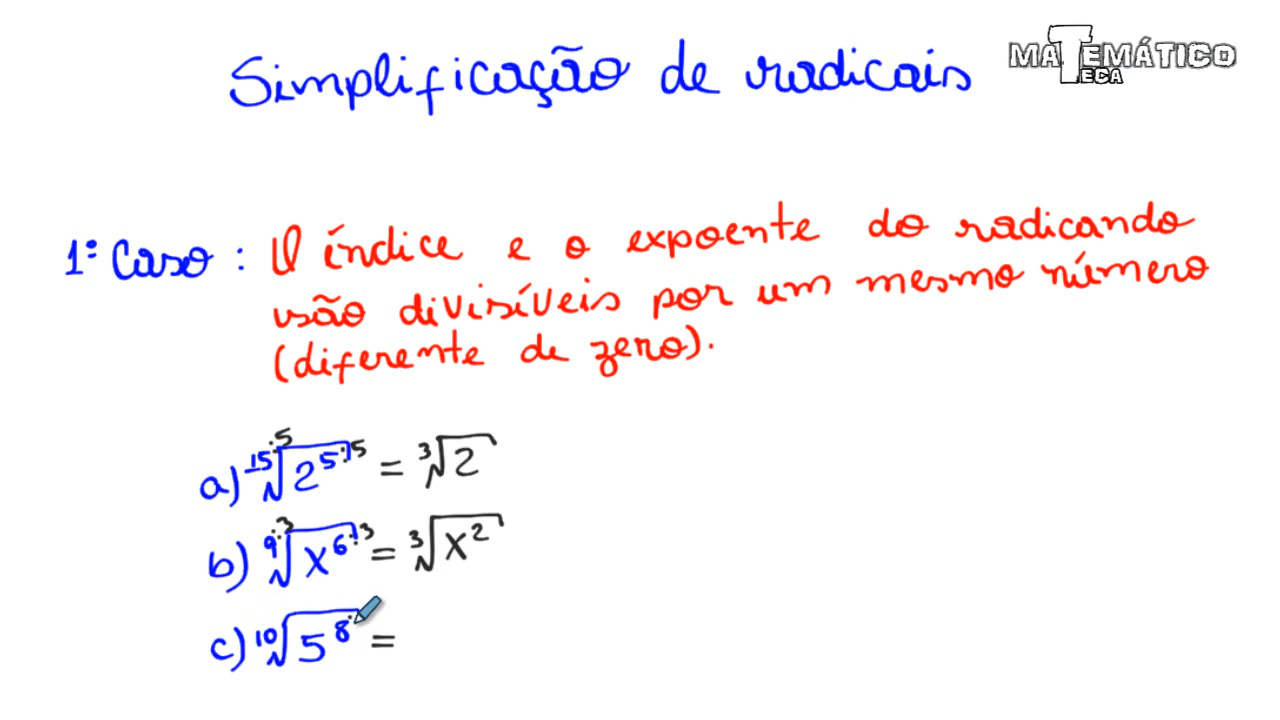 Simplificação de radicais
MATEMÁTICO
TECA
1º Caso: O índice e o expoente do radicando
são divisíveis por um mesmo número
(diferente de zero).
a) ¹⁵∶⁵√2⁵∶⁵ = ³√2
b) ⁹∶³√x⁶∶³ = ³√x²
c) ¹⁰√5⁸∶ =